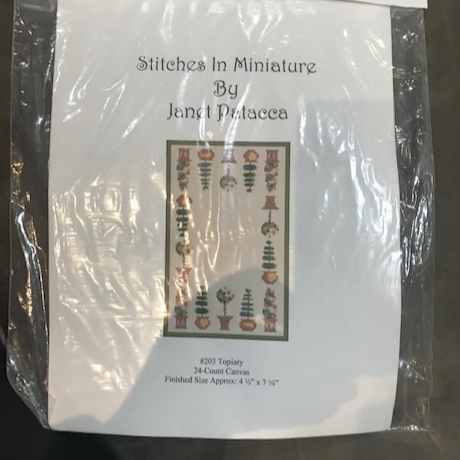 Stitches In Miniature
By
Janet Patacca
#203 Topiary
24-Count Canvas
Finished Size Approx: 4 ½" x 7 ¼"